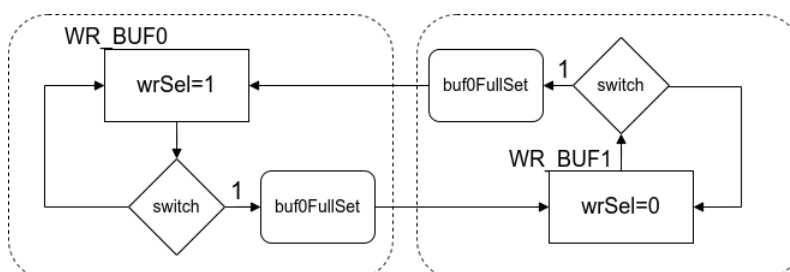 WR_BUF0
wrSel=1
switch
1
buf0FullSet
buf0FullSet
1
switch
WR_BUF1
wrSel=0